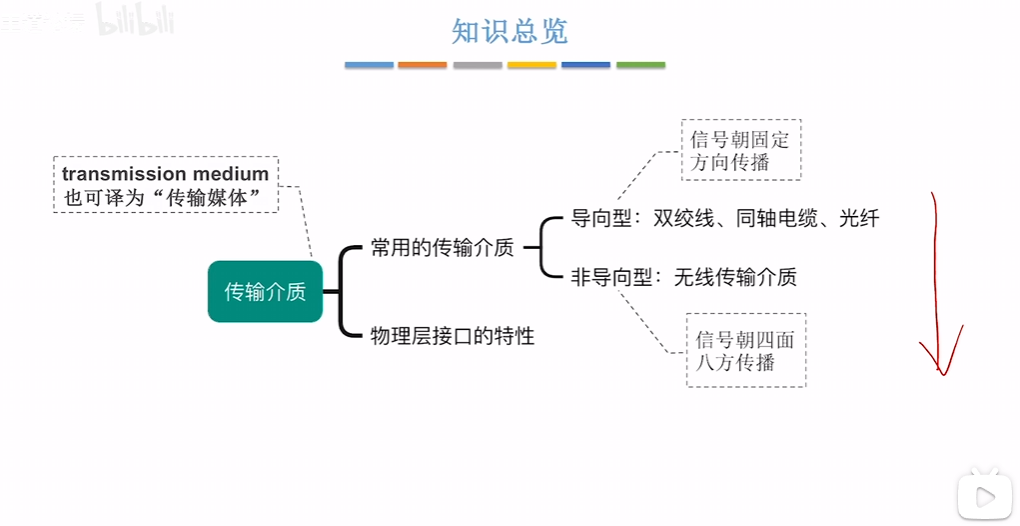 bilibili
知识总览
transmission medium
也可译为“传输媒体”
信号朝固定
方向传播
导向型：双绞线、同轴电缆、光纤
常用的传输介质
非导向型：无线传输介质
传输介质
物理层接口的特性
信号朝四面
八方传播